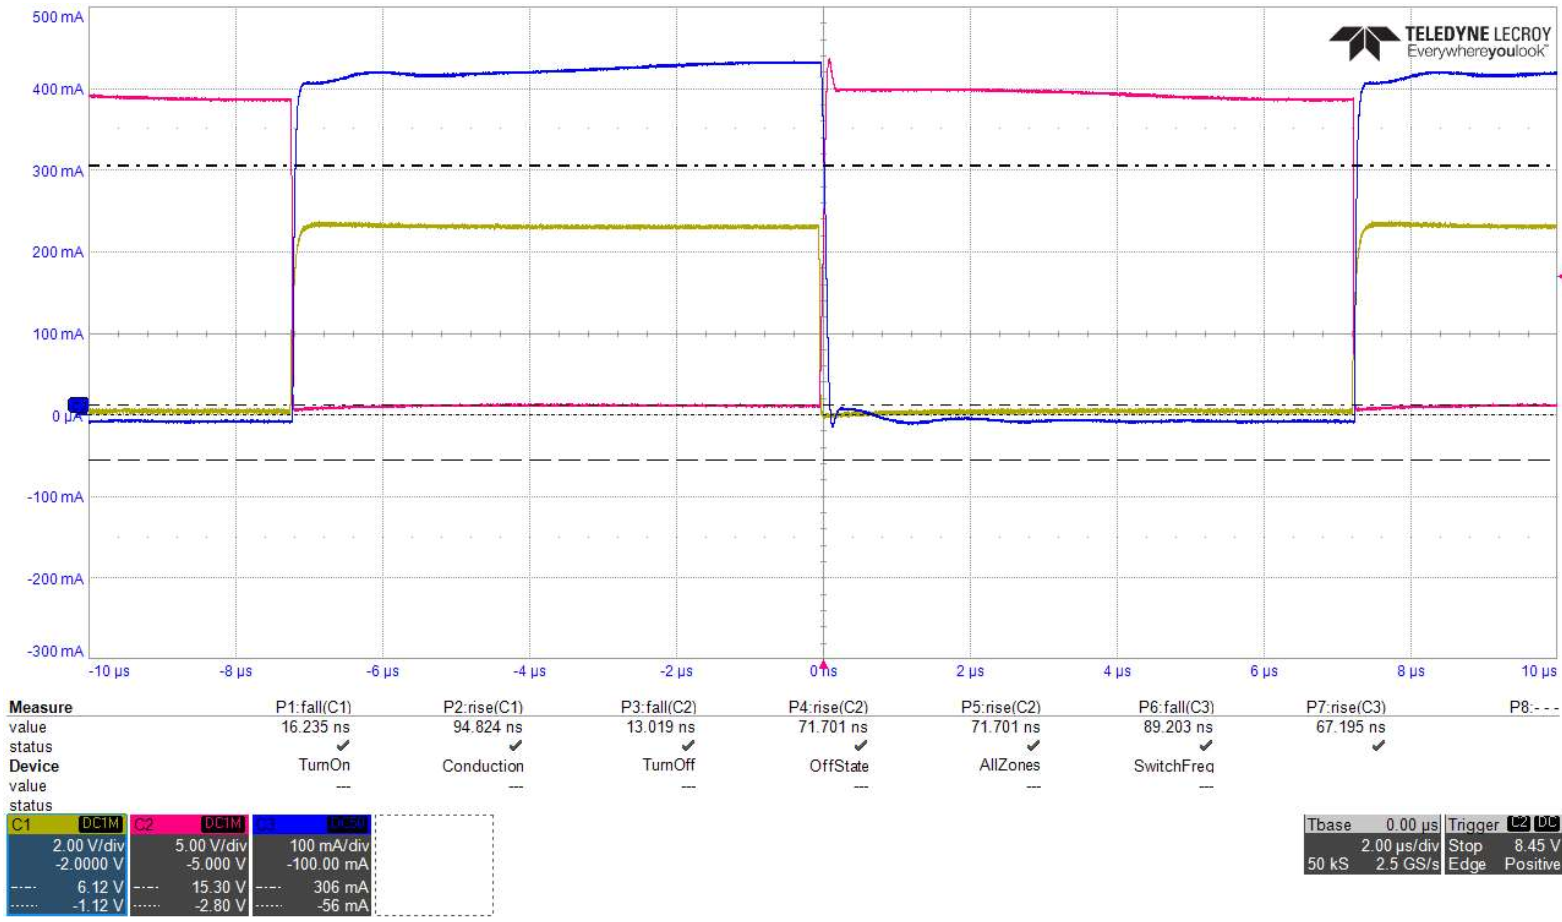 500 mA
TELEDYNE LECROY
Everywhereyoulook™
400 mA
300 mA
200 mA
100 mA
0 µA
-100 mA
-200 mA
-300 mA
-10 µs -8 µs -6 µs -4 µs -2 µs 0 ns 2 µs 4 µs 6 µs 8 µs 10 µs
Measure P1:fall(C1) P2:rise(C1) P3:fall(C2) P4:rise(C2) P5:rise(C2) P6:fall(C3) P7:rise(C3) P8:- - -
value 16.235 ns 94.824 ns 13.019 ns 71.701 ns 71.701 ns 89.203 ns 67.195 ns
status
Device TurnOn Conduction TurnOff OffState AllZones SwitchFreq
value --- --- --- --- --- ---
status
C1 DC1M C2 DC1M C3
2.00 V/div 5.00 V/div 100 mA/div
-2.0000 V -5.000 V -100.00 mA
6.12 V 15.30 V 306 mA
-1.12 V -2.80 V -56 mA
Tbase 0.00 µs Trigger C2 DC
2.00 µs/div Stop 8.45 V
50 kS 2.5 GS/s Edge Positive